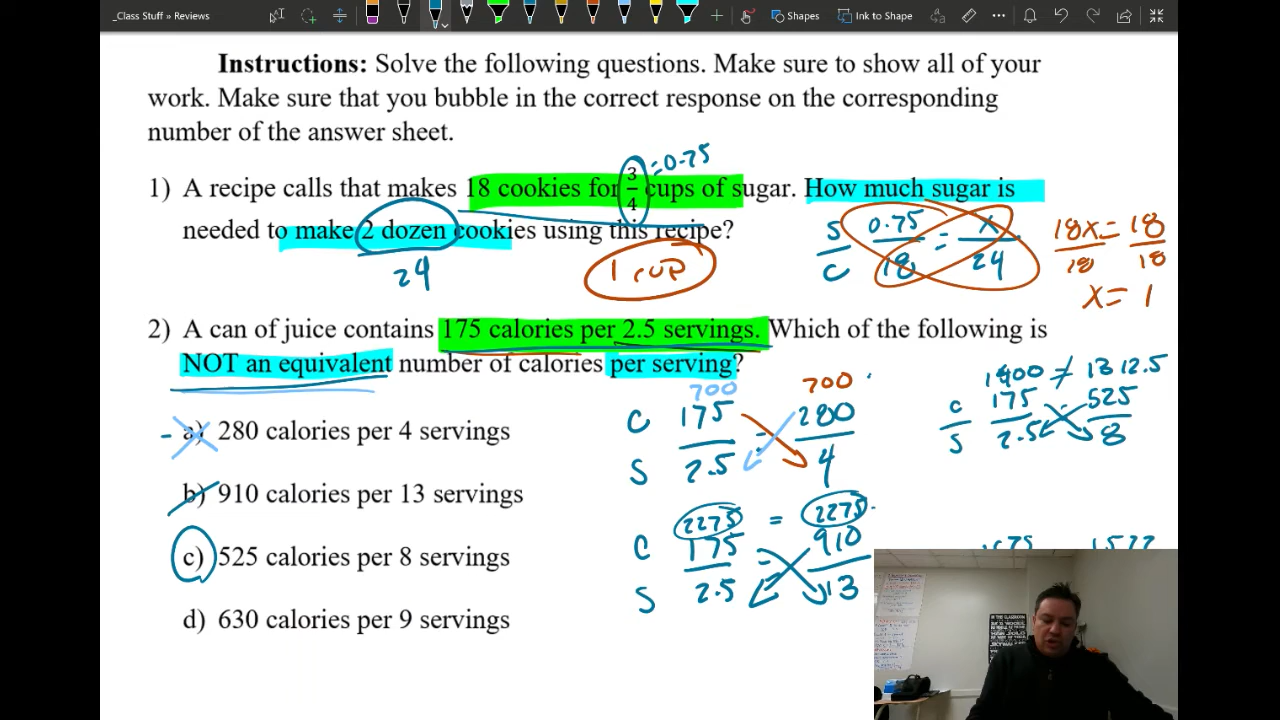 _Class Stuff » Reviews
Shapes
Ink to Shape
Instructions: Solve the following questions. Make sure to show all of your
work. Make sure that you bubble in the correct response on the corresponding
number of the answer sheet.
= 0.75
1) A recipe calls that makes 18 cookies for 3/4 cups of sugar. How much sugar is
needed to make 2 dozen cookies using this recipe?
24
1 cup
S 0.75 = x
C 18 24
18x = 18
18 18
x = 1
2) A can of juice contains 175 calories per 2.5 servings. Which of the following is
NOT an equivalent number of calories per serving?
700 700
C 175 = 280
S 2.5 4
1400 ≠ 1312.5
C 175 525
S 2.5 8
a) 280 calories per 4 servings
b) 910 calories per 13 servings
2275 = 2275
C 175 = 910
S 2.5 13
c) 525 calories per 8 servings
d) 630 calories per 9 servings